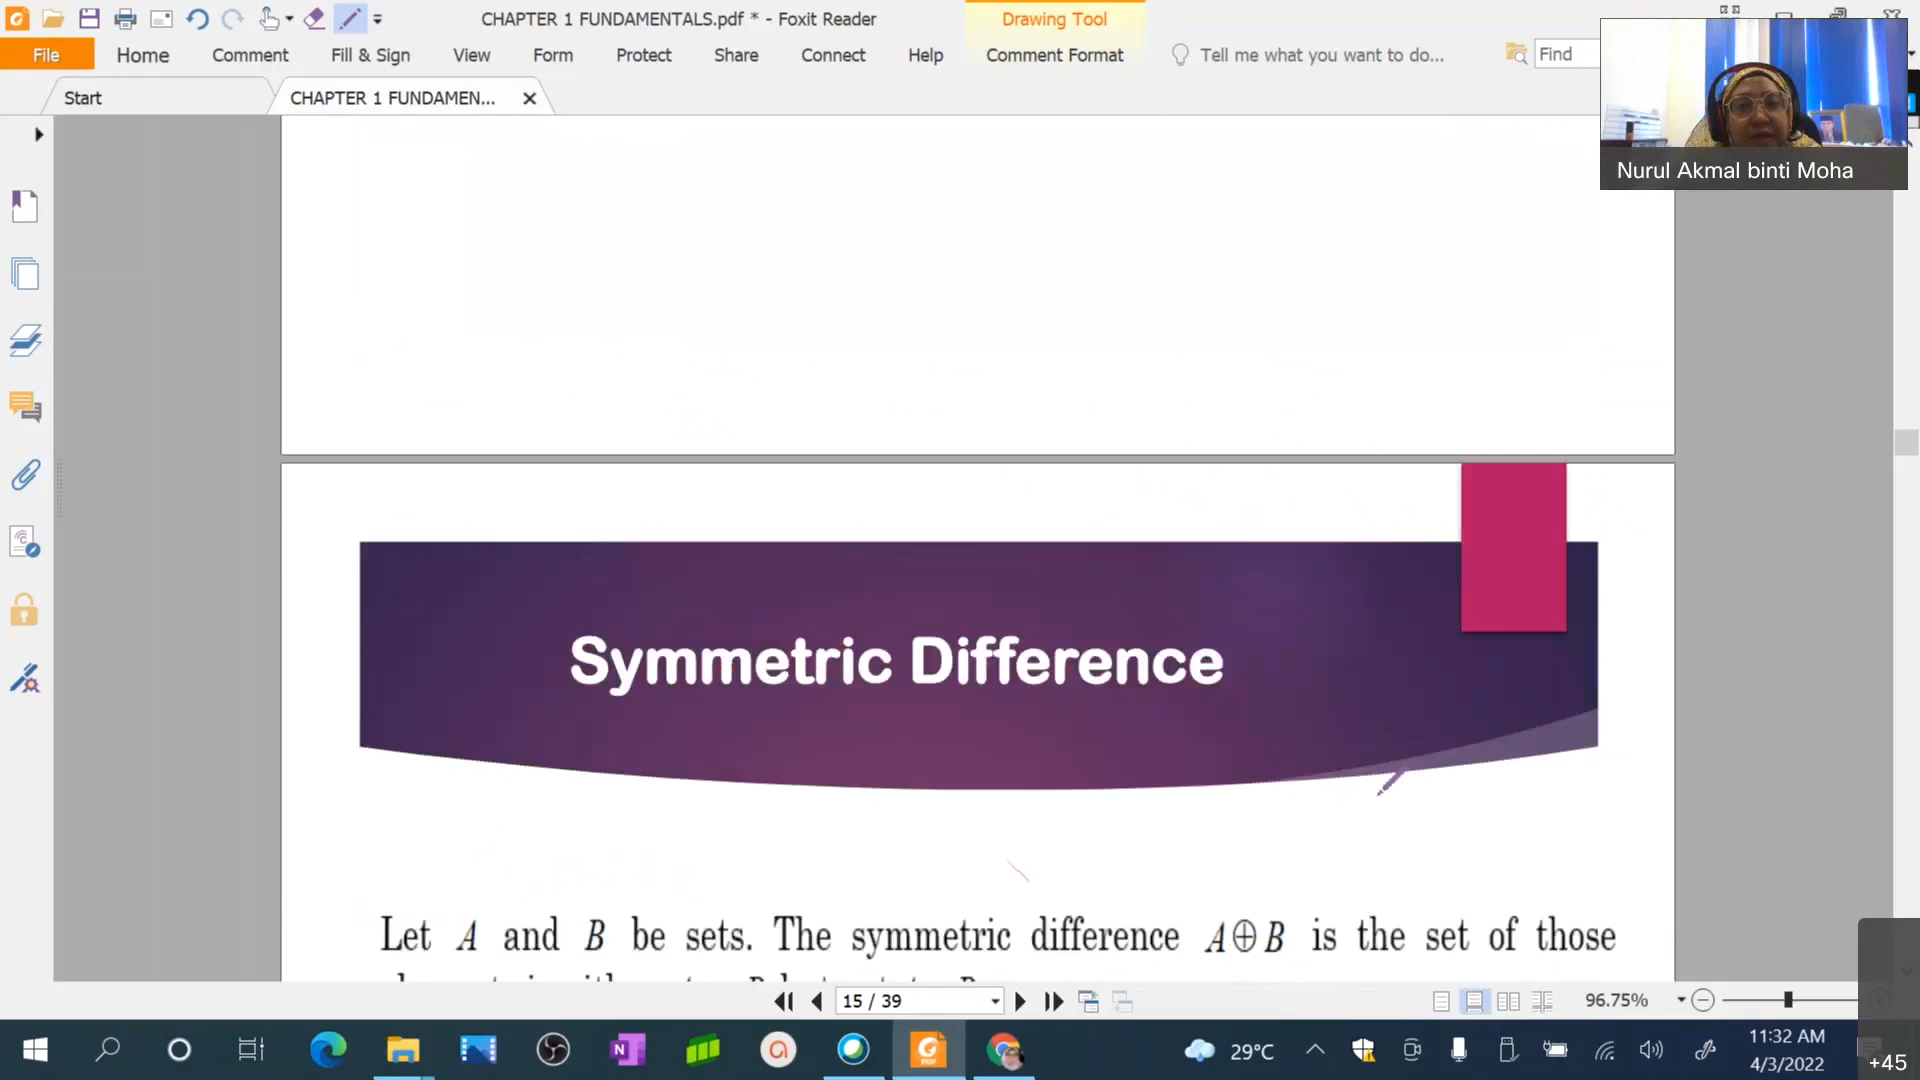 CHAPTER 1 FUNDAMENTALS.pdf * - Foxit Reader
Drawing Tool
File
Home
Comment
Fill & Sign
View
Form
Protect
Share
Connect
Help
Comment Format
Tell me what you want to do...
Find
Start
CHAPTER 1 FUNDAMEN...
Nurul Akmal binti Moha
Symmetric Difference
Let A and B be sets. The symmetric difference A⊕B is the set of those
15 / 39
96.75%
29°C
11:32 AM
4/3/2022
+45